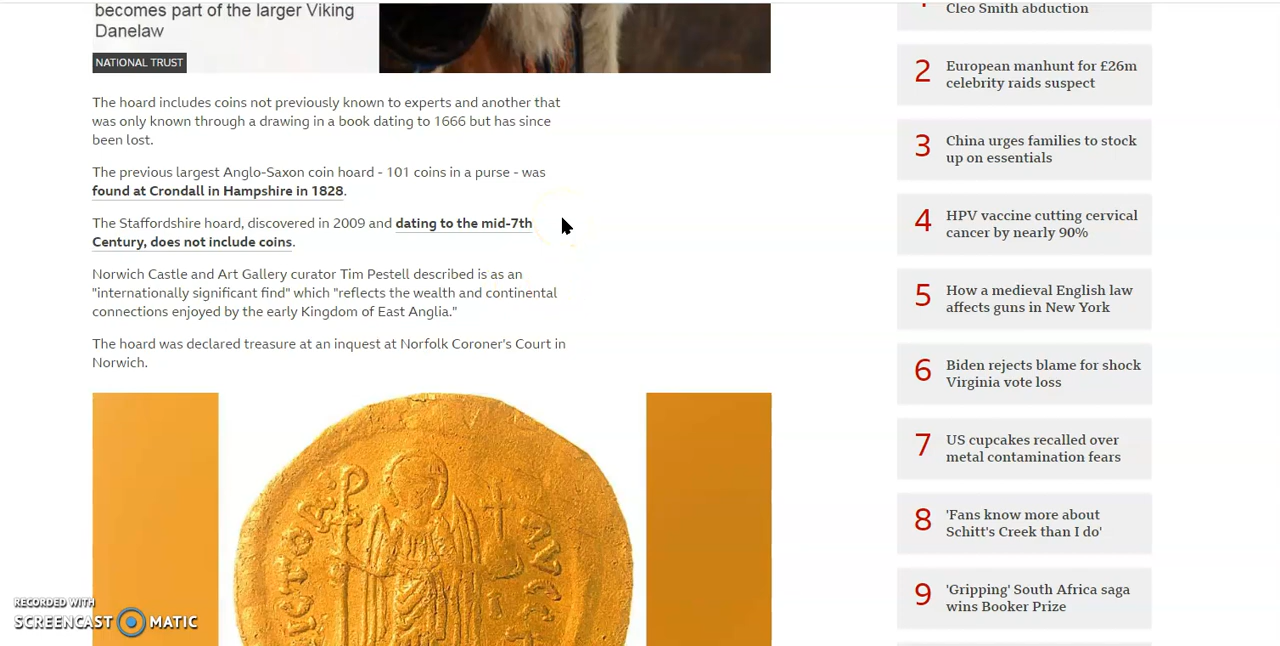 becomes part of the larger Viking
Danelaw
NATIONAL TRUST
The hoard includes coins not previously known to experts and another that
was only known through a drawing in a book dating to 1666 but has since
been lost.
The previous largest Anglo-Saxon coin hoard - 101 coins in a purse - was
found at Crondall in Hampshire in 1828.
The Staffordshire hoard, discovered in 2009 and dating to the mid-7th
Century, does not include coins.
Norwich Castle and Art Gallery curator Tim Pestell described is as an
"internationally significant find" which "reflects the wealth and continental
connections enjoyed by the early Kingdom of East Anglia."
The hoard was declared treasure at an inquest at Norfolk Coroner's Court in
Norwich.
Cleo Smith abduction
2 European manhunt for £26m
celebrity raids suspect
3 China urges families to stock
up on essentials
4 HPV vaccine cutting cervical
cancer by nearly 90%
5 How a medieval English law
affects guns in New York
6 Biden rejects blame for shock
Virginia vote loss
7 US cupcakes recalled over
metal contamination fears
8 'Fans know more about
Schitt's Creek than I do'
9 'Gripping' South Africa saga
wins Booker Prize
RECORDED WITH
SCREENCAST MATIC